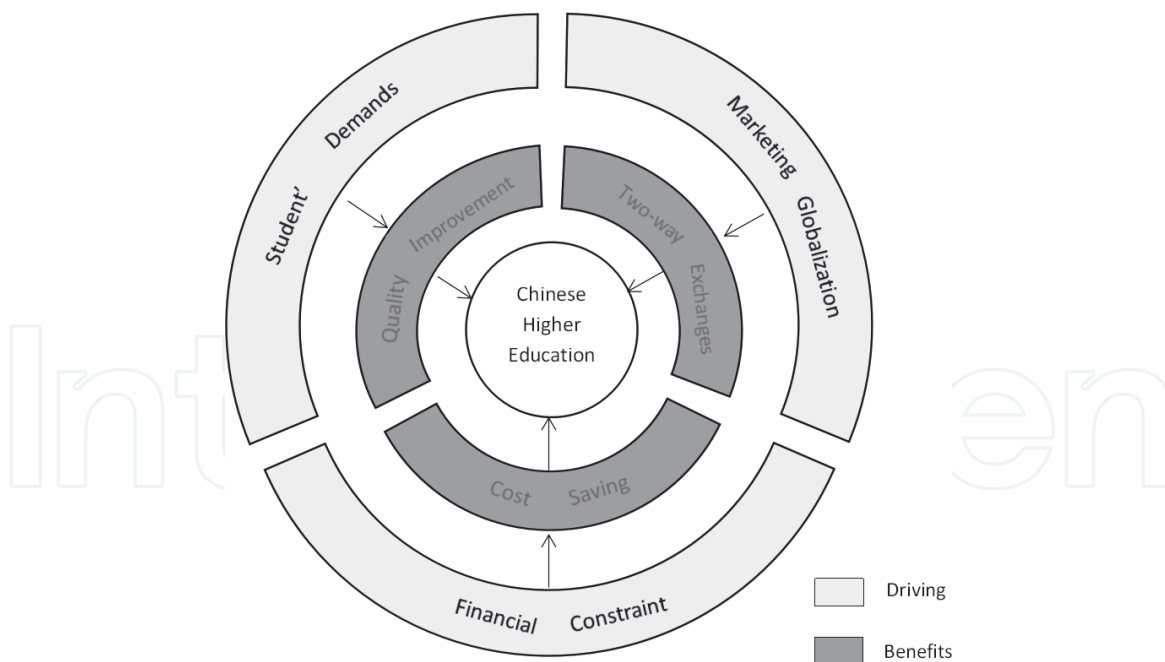 Student' Demands
Marketing Globalization
Quality Improvement
Two-way Exchanges
Chinese
Higher
Education
Cost Saving
Financial Constraint
Driving
Benefits